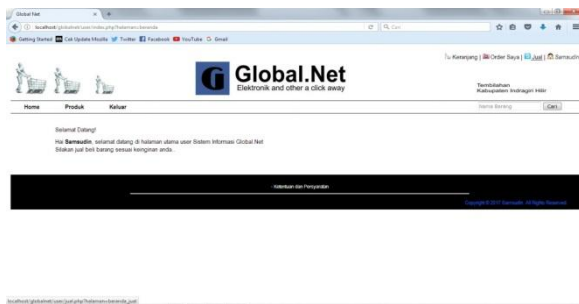 Global Net
localhost/globalnet/user/index.php?halaman=beranda
Cari
Getting Started Cat Update Mozilla Twitter Facebook YouTube Gmail
Keranjang | Order Saya | Jual | Samsudin
Global.Net
Elektronik and other a click away
Tembilahan
Kabupaten Indragiri Hilir
Home Produk Keluar
Nama Barang Cari
Selamat Datang!
Hai Samsudin, selamat datang di halaman utama user Sistem Informasi Global.Net
Silakan jual beli barang sesuai keinginan anda.
- Ketentuan dan Persyaratan
Copyright © 2017 Samsudin. All Rights Reserved
localhost/globalnet/user/jual.php?halaman=beranda_jual